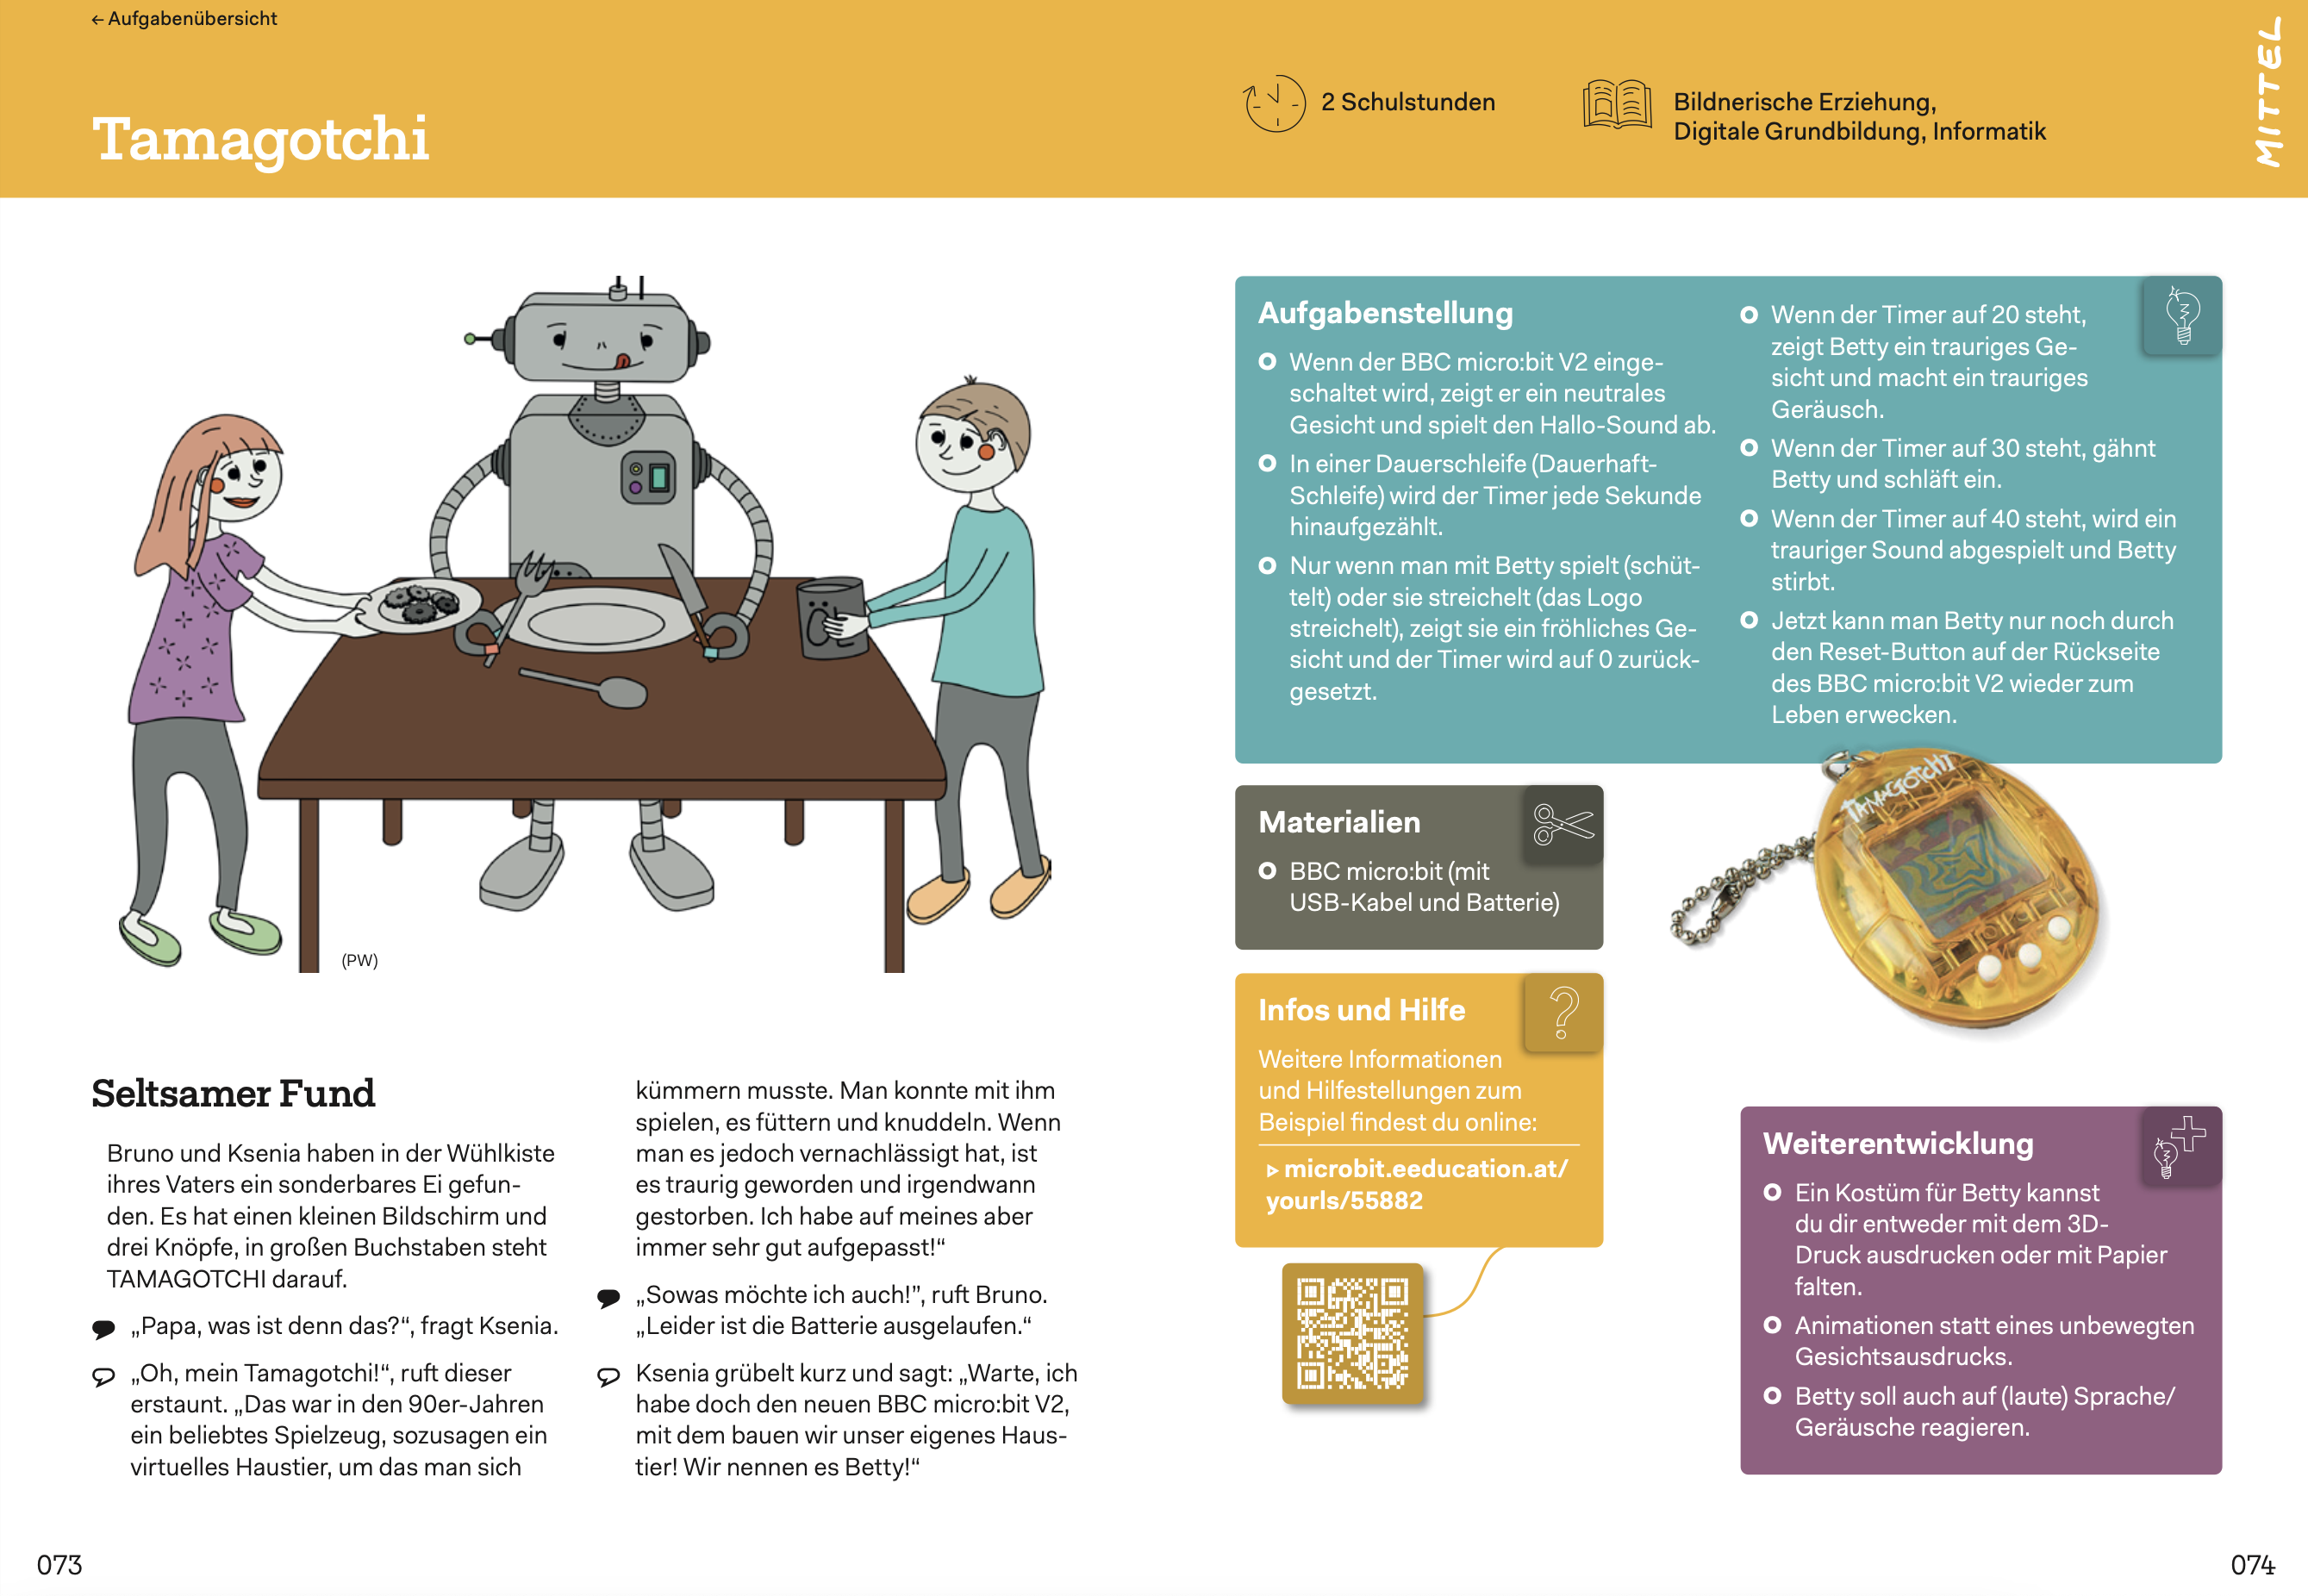 ← Aufgabenübersicht
Tamagotchi
2 Schulstunden
Bildnerische Erziehung,
Digitale Grundbildung, Informatik
MITTEL
ÖL
(PW)
Seltsamer Fund
Bruno und Ksenia haben in der Wühlkiste
ihres Vaters ein sonderbares Ei gefun-
den. Es hat einen kleinen Bildschirm und
drei Knöpfe, in großen Buchstaben steht
TAMAGOTCHI darauf.
„Papa, was ist denn das?“, fragt Ksenia.
„Oh, mein Tamagotchi!“, ruft dieser
erstaunt. „Das war in den 90er-Jahren
ein beliebtes Spielzeug, sozusagen ein
virtuelles Haustier, um das man sich
kümmern musste. Man konnte mit ihm
spielen, es füttern und knuddeln. Wenn
man es jedoch vernachlässigt hat, ist
es traurig geworden und irgendwann
gestorben. Ich habe auf meines aber
immer sehr gut aufgepasst!“
„Sowas möchte ich auch!”, ruft Bruno.
„Leider ist die Batterie ausgelaufen.“
Ksenia grübelt kurz und sagt: „Warte, ich
habe doch den neuen BBC micro:bit V2,
mit dem bauen wir unser eigenes Haus-
tier! Wir nennen es Betty!“
073
Aufgabenstellung
Wenn der BBC micro:bit V2 einge-
schaltet wird, zeigt er ein neutrales
Gesicht und spielt den Hallo-Sound ab.
In einer Dauerschleife (Dauerhaft-
Schleife) wird der Timer jede Sekunde
hinaufgezählt.
Nur wenn man mit Betty spielt (schüt-
telt) oder sie streichelt (das Logo
streichelt), zeigt sie ein fröhliches Ge-
sicht und der Timer wird auf 0 zurück-
gesetzt.
Wenn der Timer auf 20 steht,
zeigt Betty ein trauriges Ge-
sicht und macht ein trauriges
Geräusch.
Wenn der Timer auf 30 steht, gähnt
Betty und schläft ein.
Wenn der Timer auf 40 steht, wird ein
trauriger Sound abgespielt und Betty
stirbt.
Jetzt kann man Betty nur noch durch
den Reset-Button auf der Rückseite
des BBC micro:bit V2 wieder zum
Leben erwecken.
Materialien
BBC micro:bit (mit
USB-Kabel und Batterie)
TAMAGOTCHI
Infos und Hilfe
Weitere Informationen
und Hilfestellungen zum
Beispiel findest du online:
▹ microbit.eeducation.at/
yourls/55882
Weiterentwicklung
Ein Kostüm für Betty kannst
du dir entweder mit dem 3D-
Druck ausdrucken oder mit Papier
falten.
Animationen statt eines unbewegten
Gesichtsausdrucks.
Betty soll auch auf (laute) Sprache/
Geräusche reagieren.
074